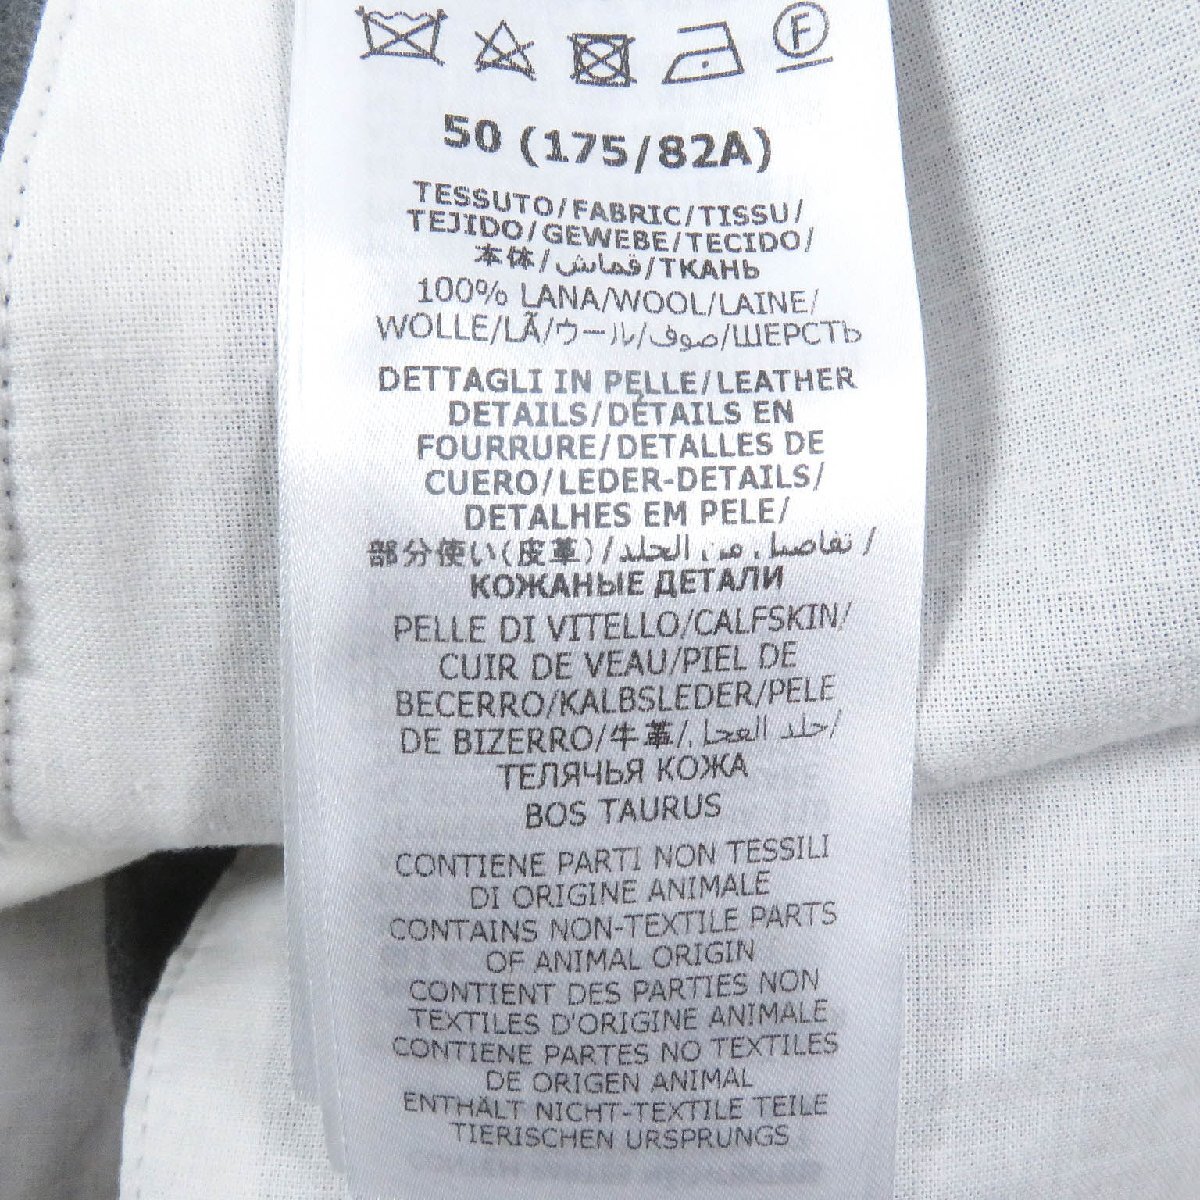 F
50 (175/82A)
TESSUTO/FABRIC/TISSU/
TEJIDO/GEWEBE/TECIDO/
本体/قماش/ТКАНЬ
100% LANA/WOOL/LAINE/
WOLLE/LÃ/ウール/صوف/ШЕРСТЬ
DETTAGLI IN PELLE/LEATHER
DETAILS/DÉTAILS EN
FOURRURE/DETALLES DE
CUERO/LEDER-DETAILS/
DETALHES EM PELE/
部分使い(皮革)/تفاصيل من الجلد/
КОЖАНЫЕ ДЕТАЛИ
PELLE DI VITELLO/CALFSKIN/
CUIR DE VEAU/PIEL DE
BECERRO/KALBSLEDER/PELE
DE BIZERRO/牛革/جلد العجل/
ТЕЛЯЧЬЯ КОЖА
BOS TAURUS
CONTIENE PARTI NON TESSILI
DI ORIGINE ANIMALE
CONTAINS NON-TEXTILE PARTS
OF ANIMAL ORIGIN
CONTIENT DES PARTIES NON
TEXTILES D'ORIGINE ANIMALE
CONTIENE PARTES NO TEXTILES
DE ORIGEN ANIMAL
ENTHÄLT NICHT-TEXTILE TEILE
TIERISCHEN URSPRUNGS